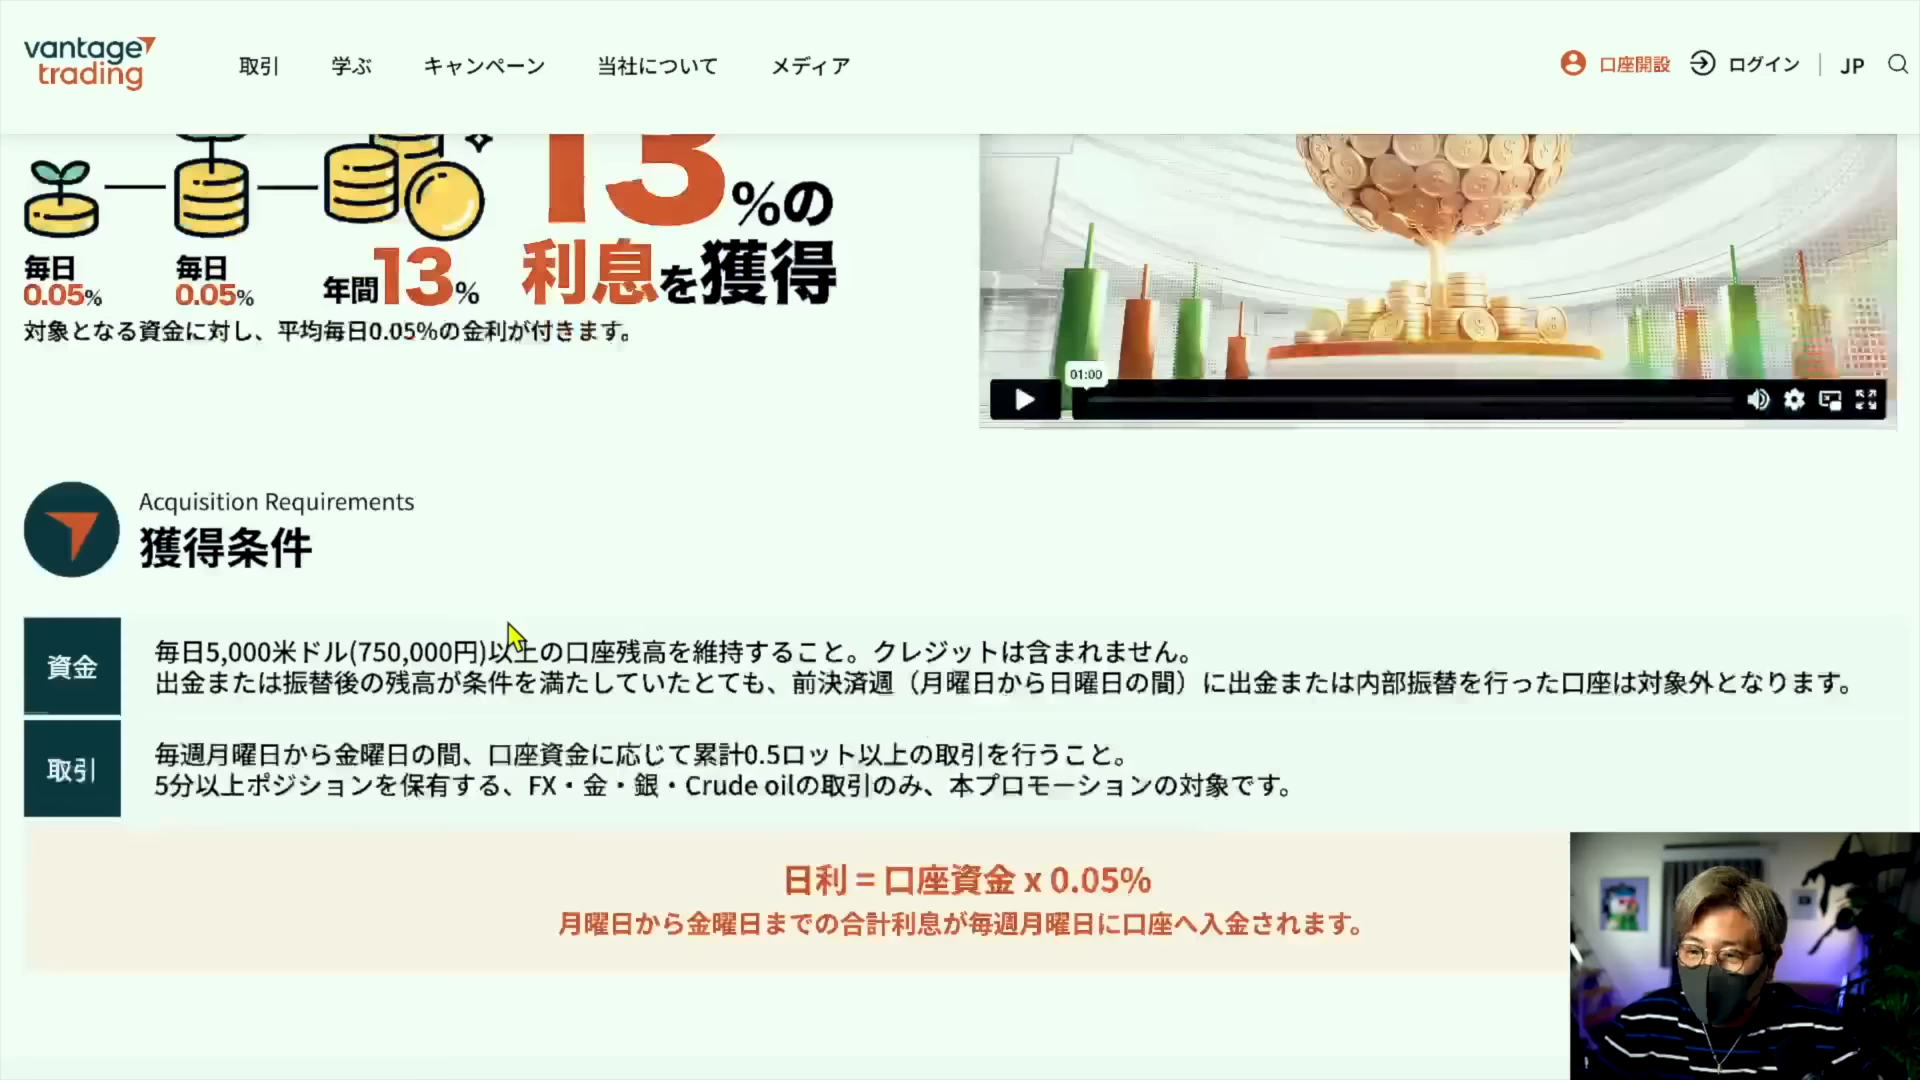 vantage
trading
取引 学ぶ キャンペーン 当社について メディア
口座開設 ログイン JP
13%の
利息を獲得
毎日
0.05%
毎日
0.05%
年間13%
対象となる資金に対し、平均毎日0.05%の金利が付きます。
01:00
Acquisition Requirements
獲得条件
資金
毎日5,000米ドル(750,000円)以上の口座残高を維持すること。クレジットは含まれません。
出金または振替後の残高が条件を満たしていたとても、前決済週（月曜日から日曜日の間）に出金または内部振替を行った口座は対象外となります。
取引
毎週月曜日から金曜日の間、口座資金に応じて累計0.5ロット以上の取引を行うこと。
5分以上ポジションを保有する、FX・金・銀・Crude oilの取引のみ、本プロモーションの対象です。
日利 = 口座資金 x 0.05%
月曜日から金曜日までの合計利息が毎週月曜日に口座へ入金されます。